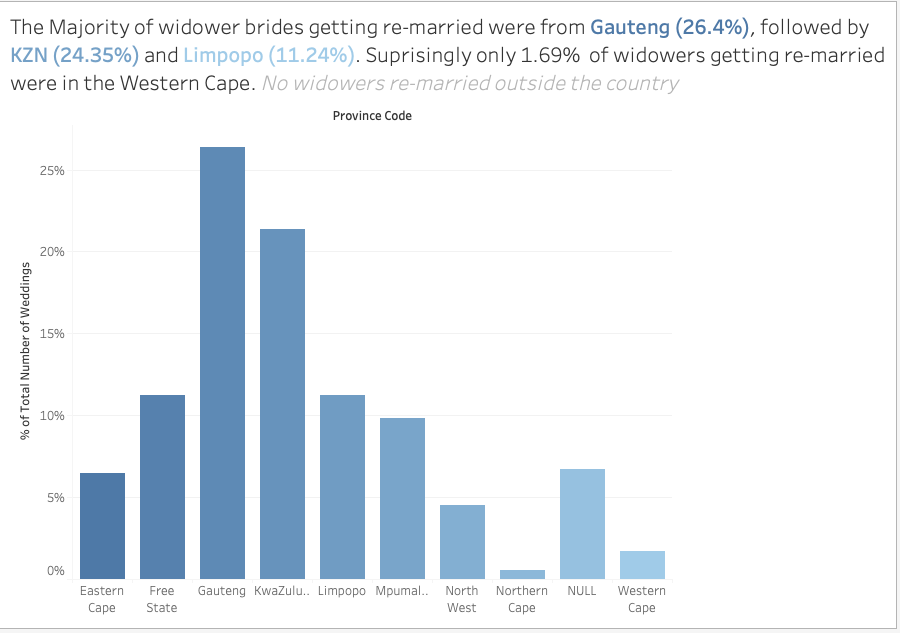 The Majority of widower brides getting re-married were from Gauteng (26.4%), followed by
KZN (24.35%) and Limpopo (11.24%). Suprisingly only 1.69% of widowers getting re-married
were in the Western Cape. No widowers re-married outside the country
Province Code
% of Total Number of Weddings
25%
20%
15%
10%
5%
0%
Eastern Cape
Free State
Gauteng
KwaZulu..
Limpopo
Mpumal..
North West
Northern Cape
NULL
Western Cape